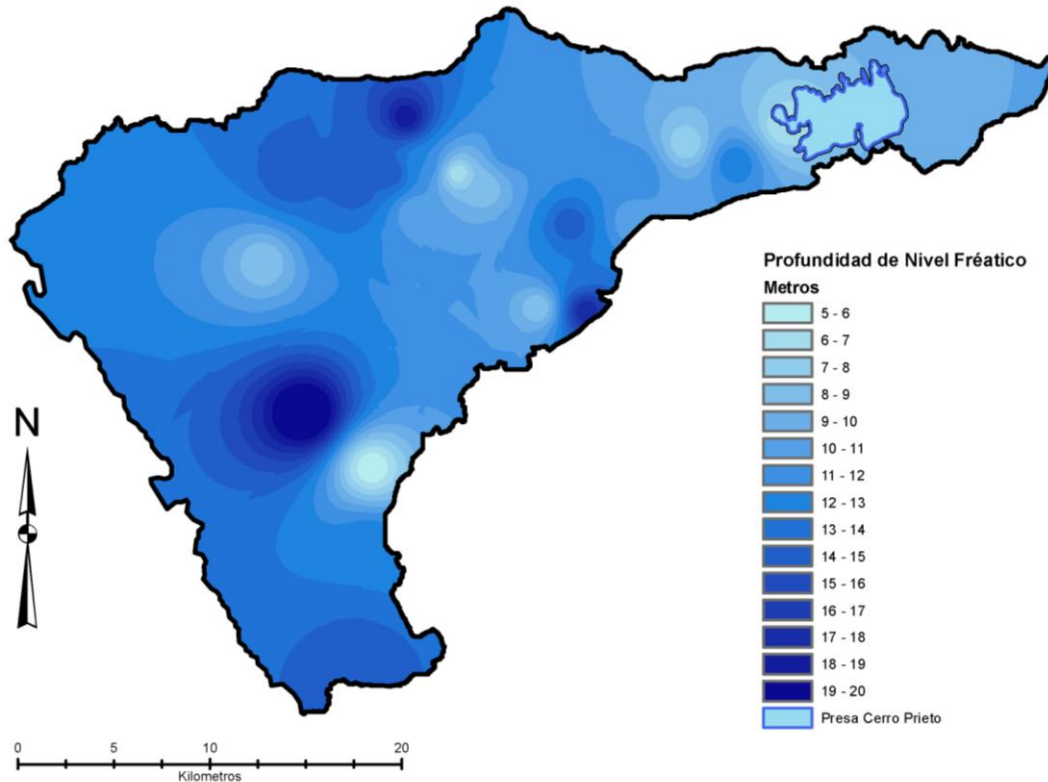 Profundidad de Nivel Fréatico
Metros
5 - 6
6 - 7
7 - 8
8 - 9
9 - 10
10 - 11
11 - 12
12 - 13
13 - 14
14 - 15
15 - 16
16 - 17
17 - 18
18 - 19
19 - 20
Presa Cerro Prieto
N
0 5 10 20
Kilometros